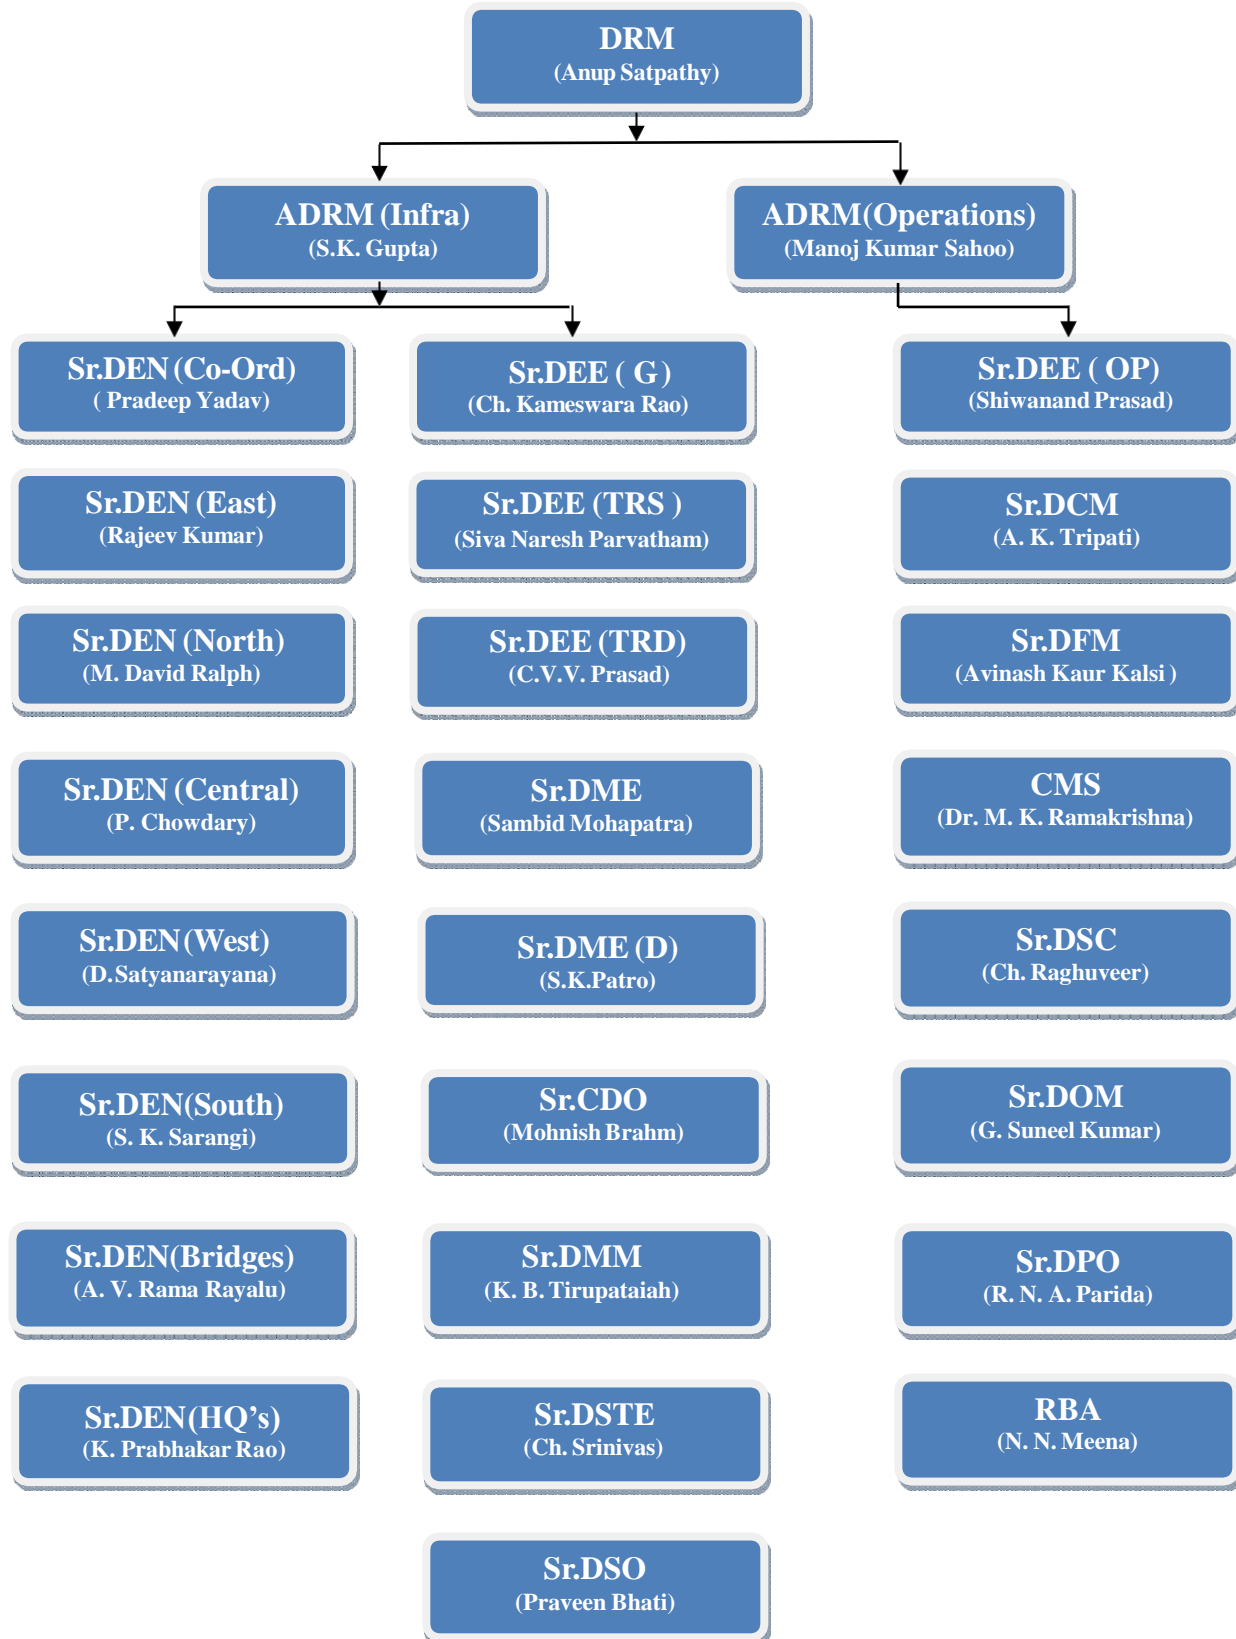 DRM
(Anup Satpathy)
ADRM (Infra)
(S.K. Gupta)
ADRM(Operations)
(Manoj Kumar Sahoo)
Sr.DEN (Co-Ord)
( Pradeep Yadav)
Sr.DEN (East)
(Rajeev Kumar)
Sr.DEN (North)
(M. David Ralph)
Sr.DEN (Central)
(P. Chowdary)
Sr.DEN (West)
(D.Satyanarayana)
Sr.DEN(South)
(S. K. Sarangi)
Sr.DEN(Bridges)
(A. V. Rama Rayalu)
Sr.DEN(HQ’s)
(K. Prabhakar Rao)
Sr.DEE ( G )
(Ch. Kameswara Rao)
Sr.DEE (TRS )
(Siva Naresh Parvatham)
Sr.DEE (TRD)
(C.V.V. Prasad)
Sr.DME
(Sambid Mohapatra)
Sr.DME (D)
(S.K.Patro)
Sr.CDO
(Mohnish Brahm)
Sr.DMM
(K. B. Tirupataiah)
Sr.DSTE
(Ch. Srinivas)
Sr.DSO
(Praveen Bhati)
Sr.DEE ( OP)
(Shiwanand Prasad)
Sr.DCM
(A. K. Tripati)
Sr.DFM
(Avinash Kaur Kalsi )
CMS
(Dr. M. K. Ramakrishna)
Sr.DSC
(Ch. Raghuveer)
Sr.DOM
(G. Suneel Kumar)
Sr.DPO
(R. N. A. Parida)
RBA
(N. N. Meena)